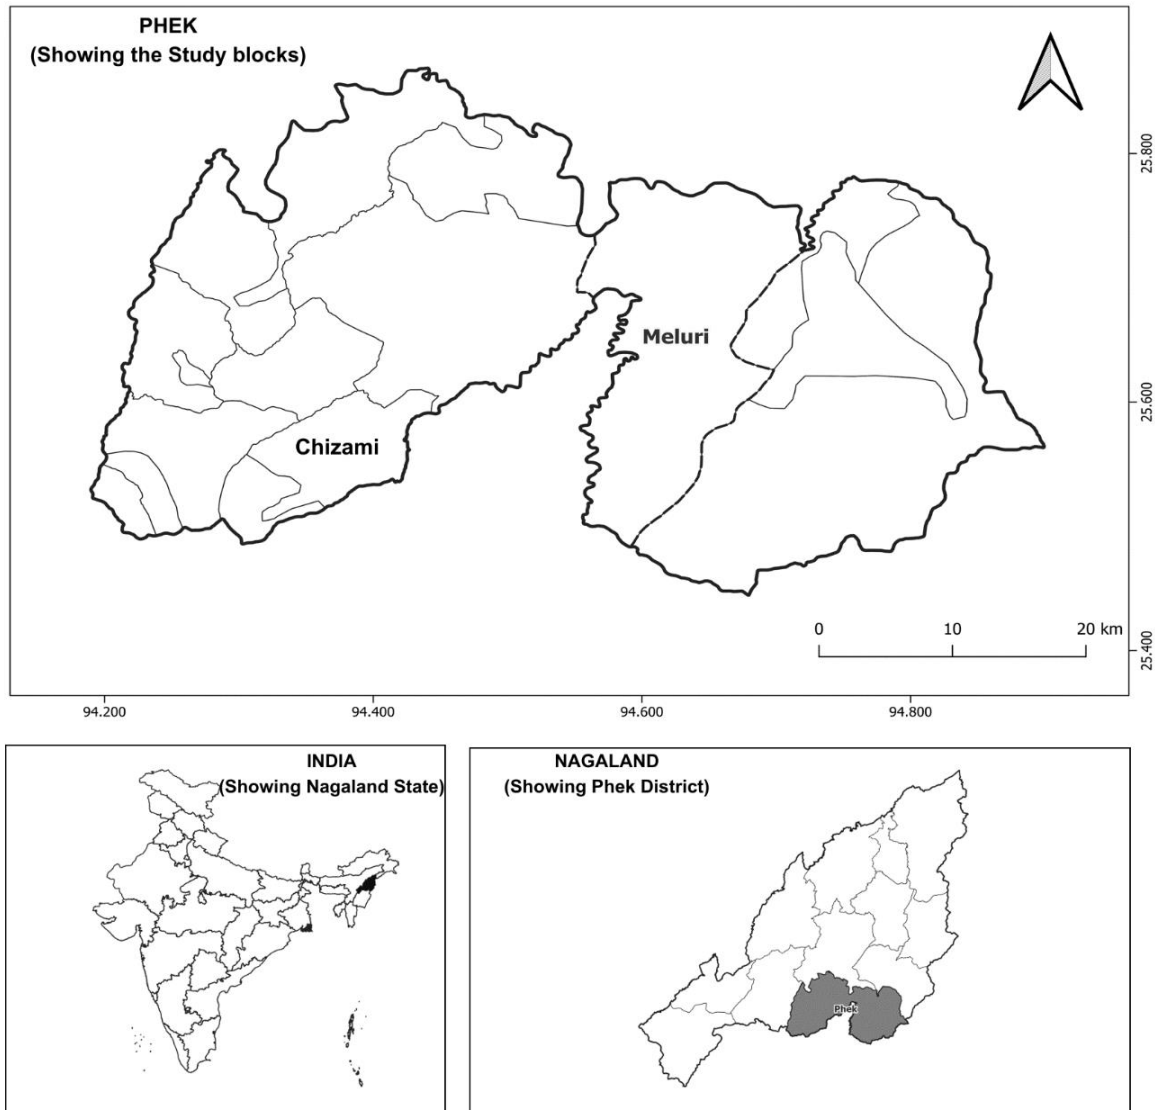 PHEK
(Showing the Study blocks)
25.800
Meluri
25.600
Chizami
0 10 20 km
25.400
94.200 94.400 94.600 94.800
INDIA
(Showing Nagaland State)
NAGALAND
(Showing Phek District)
Phek